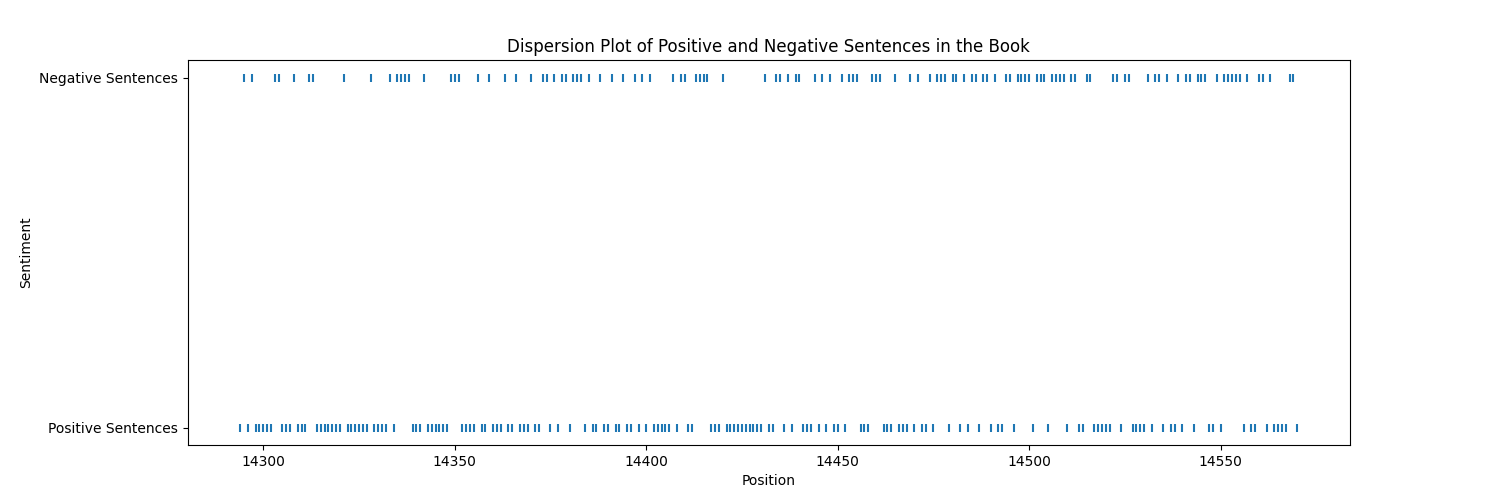 Dispersion Plot of Positive and Negative Sentences in the Book
Negative Sentences
Sentiment
Positive Sentences
14300 14350 14400 14450 14500 14550
Position